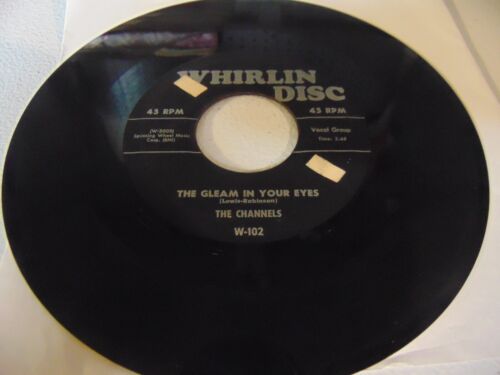 WHIRLIN
DISC
45 RPM
45 RPM
(W-5005)
Spinning Wheel Music
Corp. (BMI)
Vocal Group
Time: 2:48
THE GLEAM IN YOUR EYES
(Lewis-Robinson)
THE CHANNELS
W-102